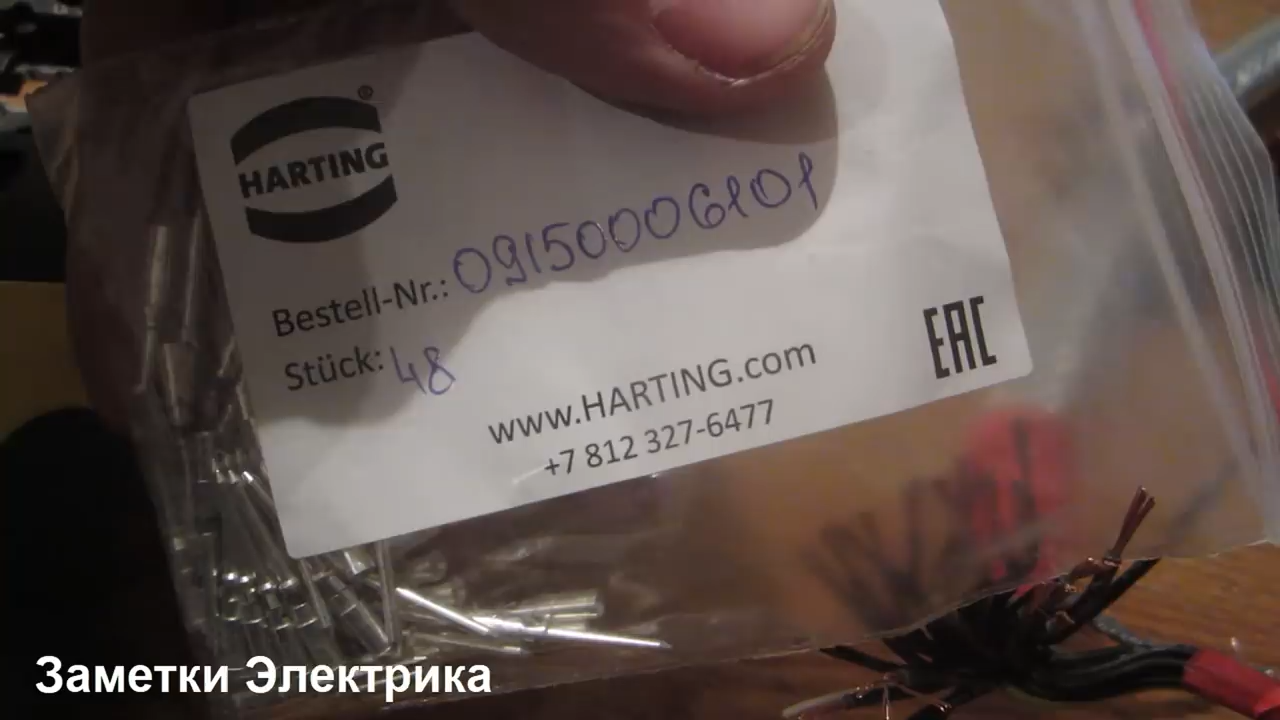 HARTING®
Bestell-Nr.: 09150006101
Stück: 48
www.HARTING.com
+7 812 327-6477
EAC
Заметки Электрика